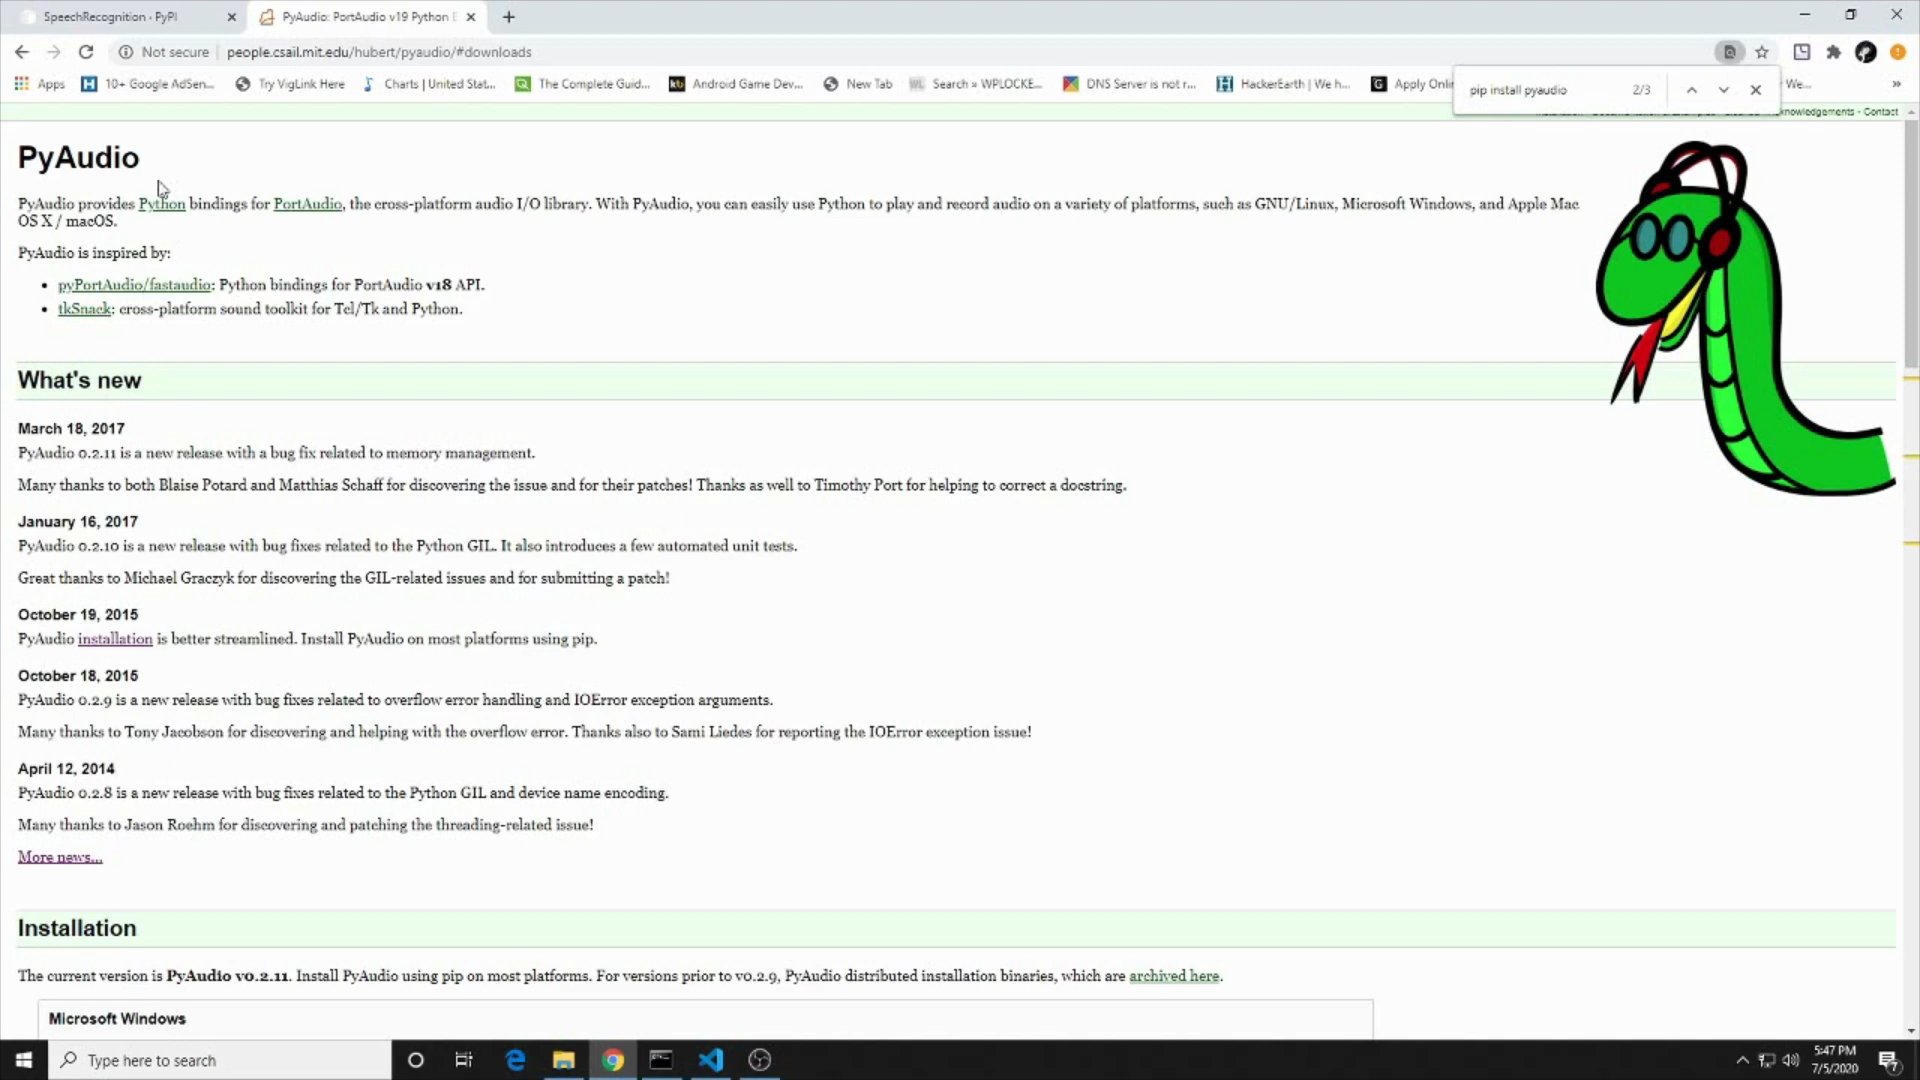 SpeechRecognition · PyPI
PyAudio: PortAudio v19 Python
Not secure
people.csail.mit.edu/hubert/pyaudio/#downloads
Apps
10+ Google AdSen...
Try VigLink Here
Charts | United Stat...
The Complete Guid...
Android Game Dev...
New Tab
Search » WPLOCKE...
DNS Server is not r...
HackerEarth | We h...
Apply Onli
We...
»
pip install pyaudio 2/3
knowledgements - Contact
PyAudio
PyAudio provides Python bindings for PortAudio, the cross-platform audio I/O library. With PyAudio, you can easily use Python to play and record audio on a variety of platforms, such as GNU/Linux, Microsoft Windows, and Apple Mac
OS X / macOS.
PyAudio is inspired by:
• pyPortAudio/fastaudio: Python bindings for PortAudio v18 API.
• tkSnack: cross-platform sound toolkit for Tcl/Tk and Python.
What's new
March 18, 2017
PyAudio 0.2.11 is a new release with a bug fix related to memory management.
Many thanks to both Blaise Potard and Matthias Schaff for discovering the issue and for their patches! Thanks as well to Timothy Port for helping to correct a docstring.
January 16, 2017
PyAudio 0.2.10 is a new release with bug fixes related to the Python GIL. It also introduces a few automated unit tests.
Great thanks to Michael Graczyk for discovering the GIL-related issues and for submitting a patch!
October 19, 2015
PyAudio installation is better streamlined. Install PyAudio on most platforms using pip.
October 18, 2015
PyAudio 0.2.9 is a new release with bug fixes related to overflow error handling and IOError exception arguments.
Many thanks to Tony Jacobson for discovering and helping with the overflow error. Thanks also to Sami Liedes for reporting the IOError exception issue!
April 12, 2014
PyAudio 0.2.8 is a new release with bug fixes related to the Python GIL and device name encoding.
Many thanks to Jason Roehm for discovering and patching the threading-related issue!
More news...
Installation
The current version is PyAudio v0.2.11. Install PyAudio using pip on most platforms. For versions prior to v0.2.9, PyAudio distributed installation binaries, which are archived here.
Microsoft Windows
Type here to search
5:47 PM
7/5/2020
7